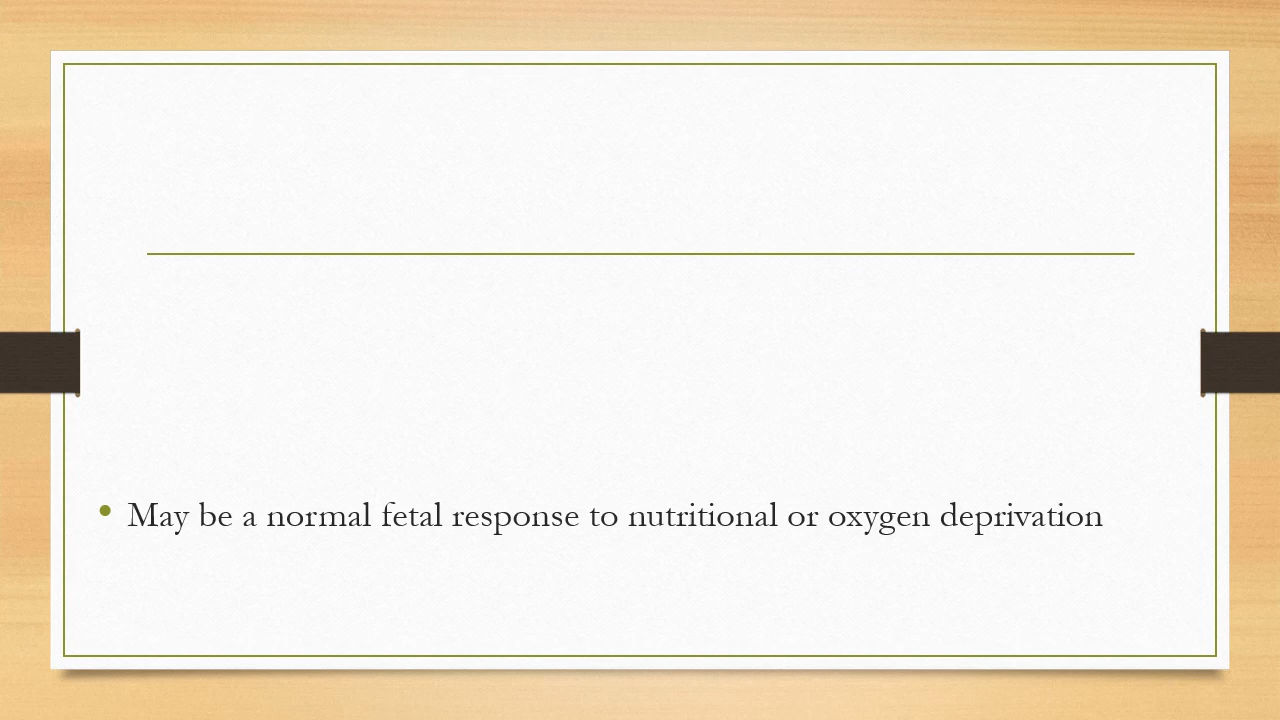 • May be a normal fetal response to nutritional or oxygen deprivation